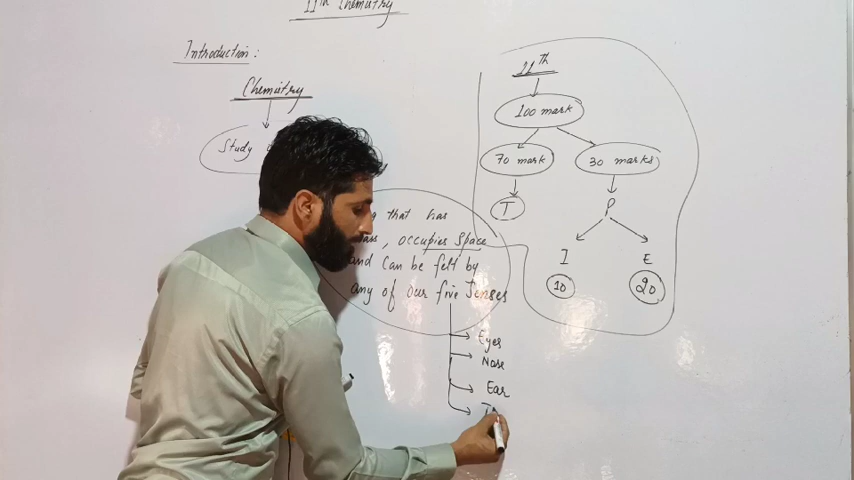 11th Chemistry
Introduction:
Chemistry
Study
that has
, occupies space
and can be felt by
any of our five senses
Eyes
Nose
Ear
11th
100 mark
70 mark
30 marks
T
P
I
E
10
20